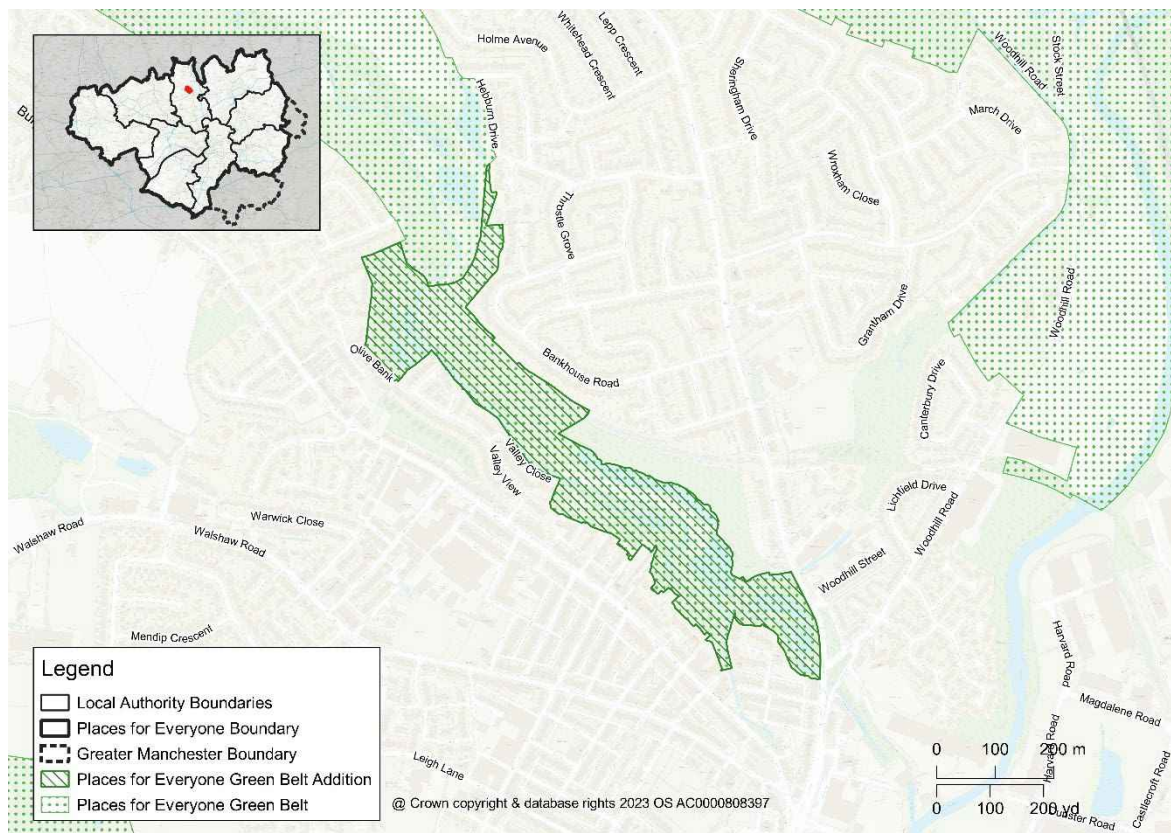 Holme Avenue
Whitehead Crescent
Lepp Crescent
Sheringham Drive
Woodhill Road
Stock Street
March Drive
Hebburn Drive
Throstle Grove
Wroxham Close
Grantham Drive
Woodhill Road
Olive Bank
Bankhouse Road
Canterbury Drive
Valley Close
Valley View
Lichfield Drive
Woodhill Road
Woodhill Street
Walshaw Road
Warwick Close
Walshaw Road
Mendip Crescent
Leigh Lane
Harvard Road
Magdalene Road
Harvard Road
Castlecroft Road
Legend
Local Authority Boundaries
Places for Everyone Boundary
Greater Manchester Boundary
Places for Everyone Green Belt Addition
Places for Everyone Green Belt
@ Crown copyright & database rights 2023 OS AC0000808397
0 100 200 m
0 100 200 yd